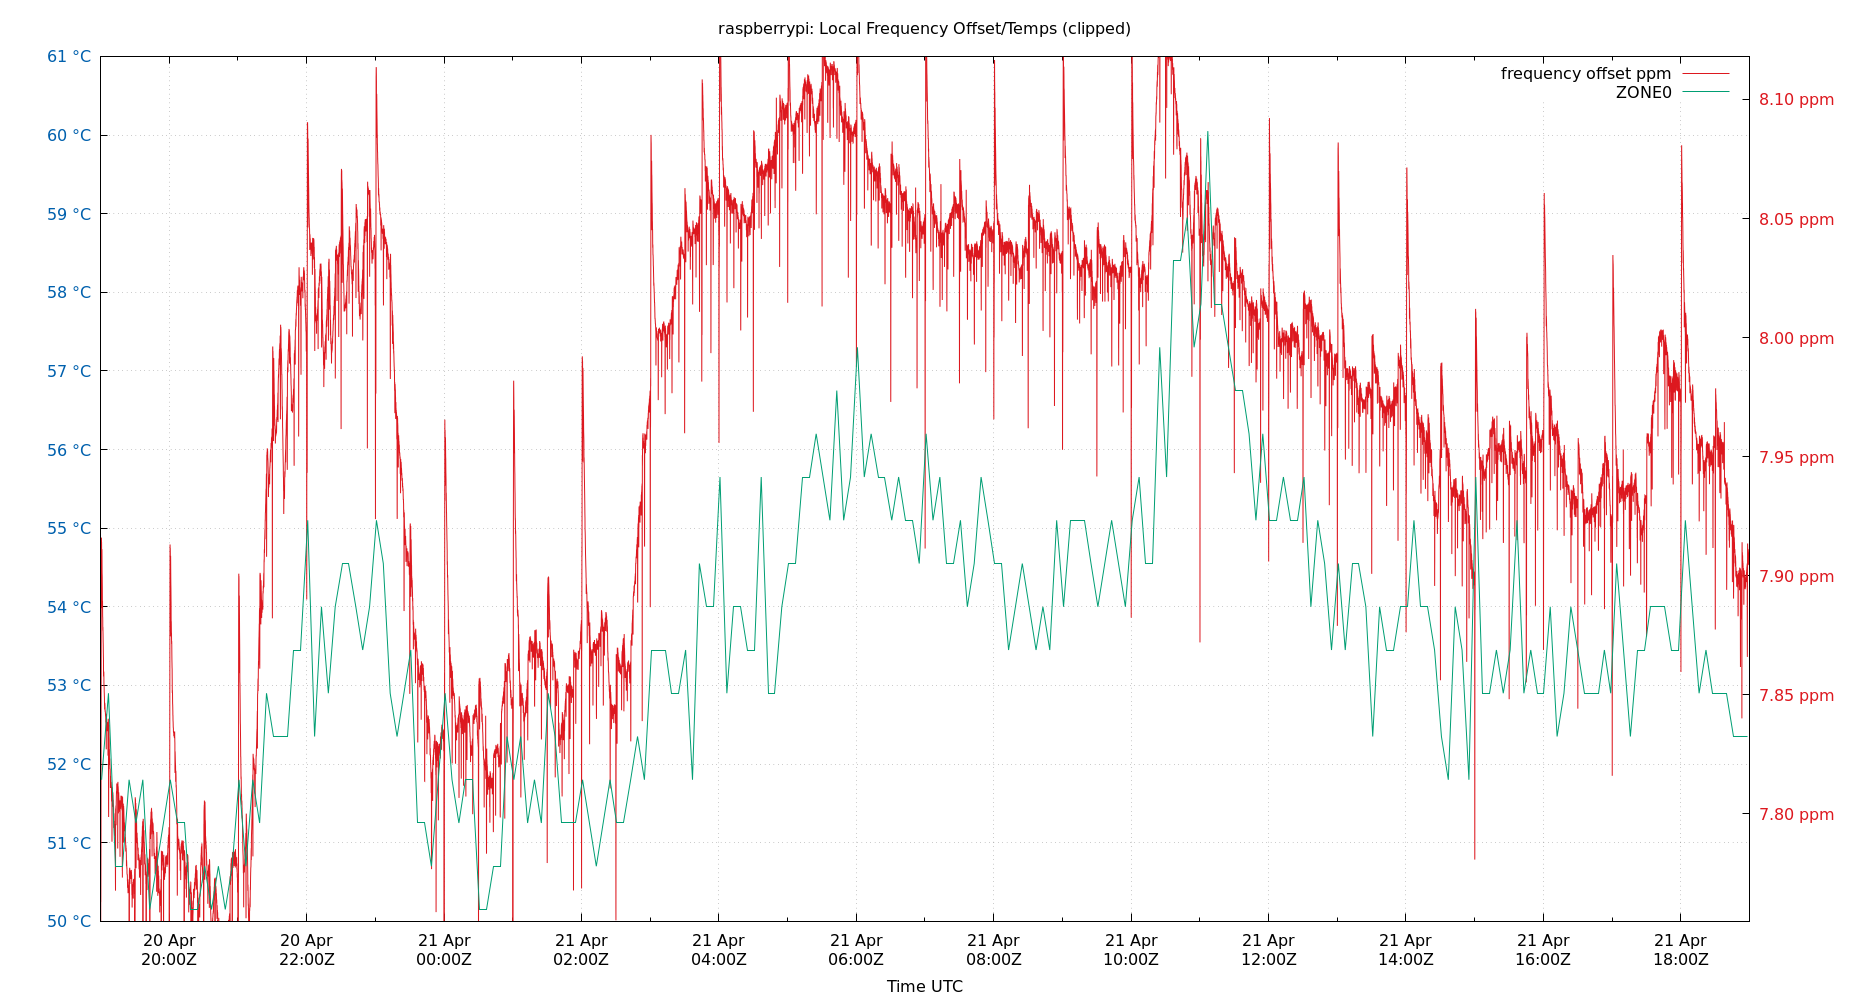 raspberrypi: Local Frequency Offset/Temps (clipped)
frequency offset ppm
ZONE0
61 °C
60 °C
59 °C
58 °C
57 °C
56 °C
55 °C
54 °C
53 °C
52 °C
51 °C
50 °C
8.10 ppm
8.05 ppm
8.00 ppm
7.95 ppm
7.90 ppm
7.85 ppm
7.80 ppm
20 Apr 20 Apr 21 Apr 21 Apr 21 Apr 21 Apr 21 Apr 21 Apr 21 Apr 21 Apr 21 Apr 21 Apr
20:00Z 22:00Z 00:00Z 02:00Z 04:00Z 06:00Z 08:00Z 10:00Z 12:00Z 14:00Z 16:00Z 18:00Z
Time UTC